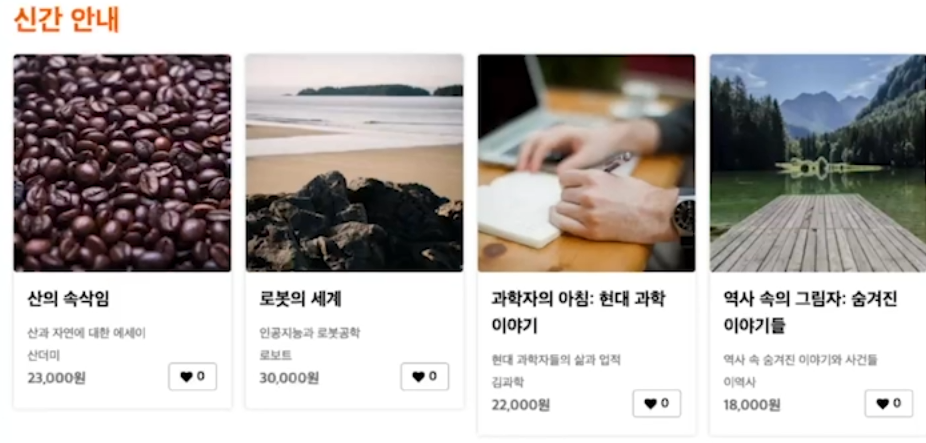 신간 안내
산의 속삭임
산과 자연에 대한 에세이
산더미
23,000원
♥ 0
로봇의 세계
인공지능과 로봇공학
로보트
30,000원
♥ 0
과학자의 아침: 현대 과학
이야기
현대 과학자들의 삶과 업적
김과학
22,000원
♥ 0
역사 속의 그림자: 숨겨진
이야기들
역사 속 숨겨진 이야기와 사건들
이역사
18,000원
♥ 0